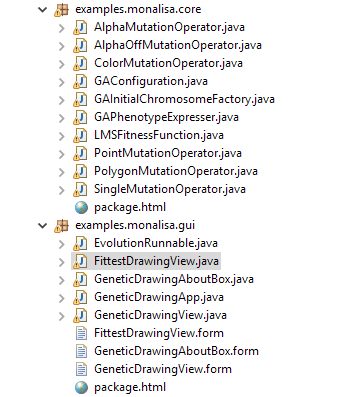 examples.monalisa.core
AlphaMutationOperator.java
AlphaOffMutationOperator.java
ColorMutationOperator.java
GAConfiguration.java
GAInitialChromosomeFactory.java
GAPhenotypeExpresser.java
LMSFitnessFunction.java
PointMutationOperator.java
PolygonMutationOperator.java
SingleMutationOperator.java
package.html
examples.monalisa.gui
EvolutionRunnable.java
FittestDrawingView.java
GeneticDrawingAboutBox.java
GeneticDrawingApp.java
GeneticDrawingView.java
FittestDrawingView.form
GeneticDrawingAboutBox.form
GeneticDrawingView.form
package.html